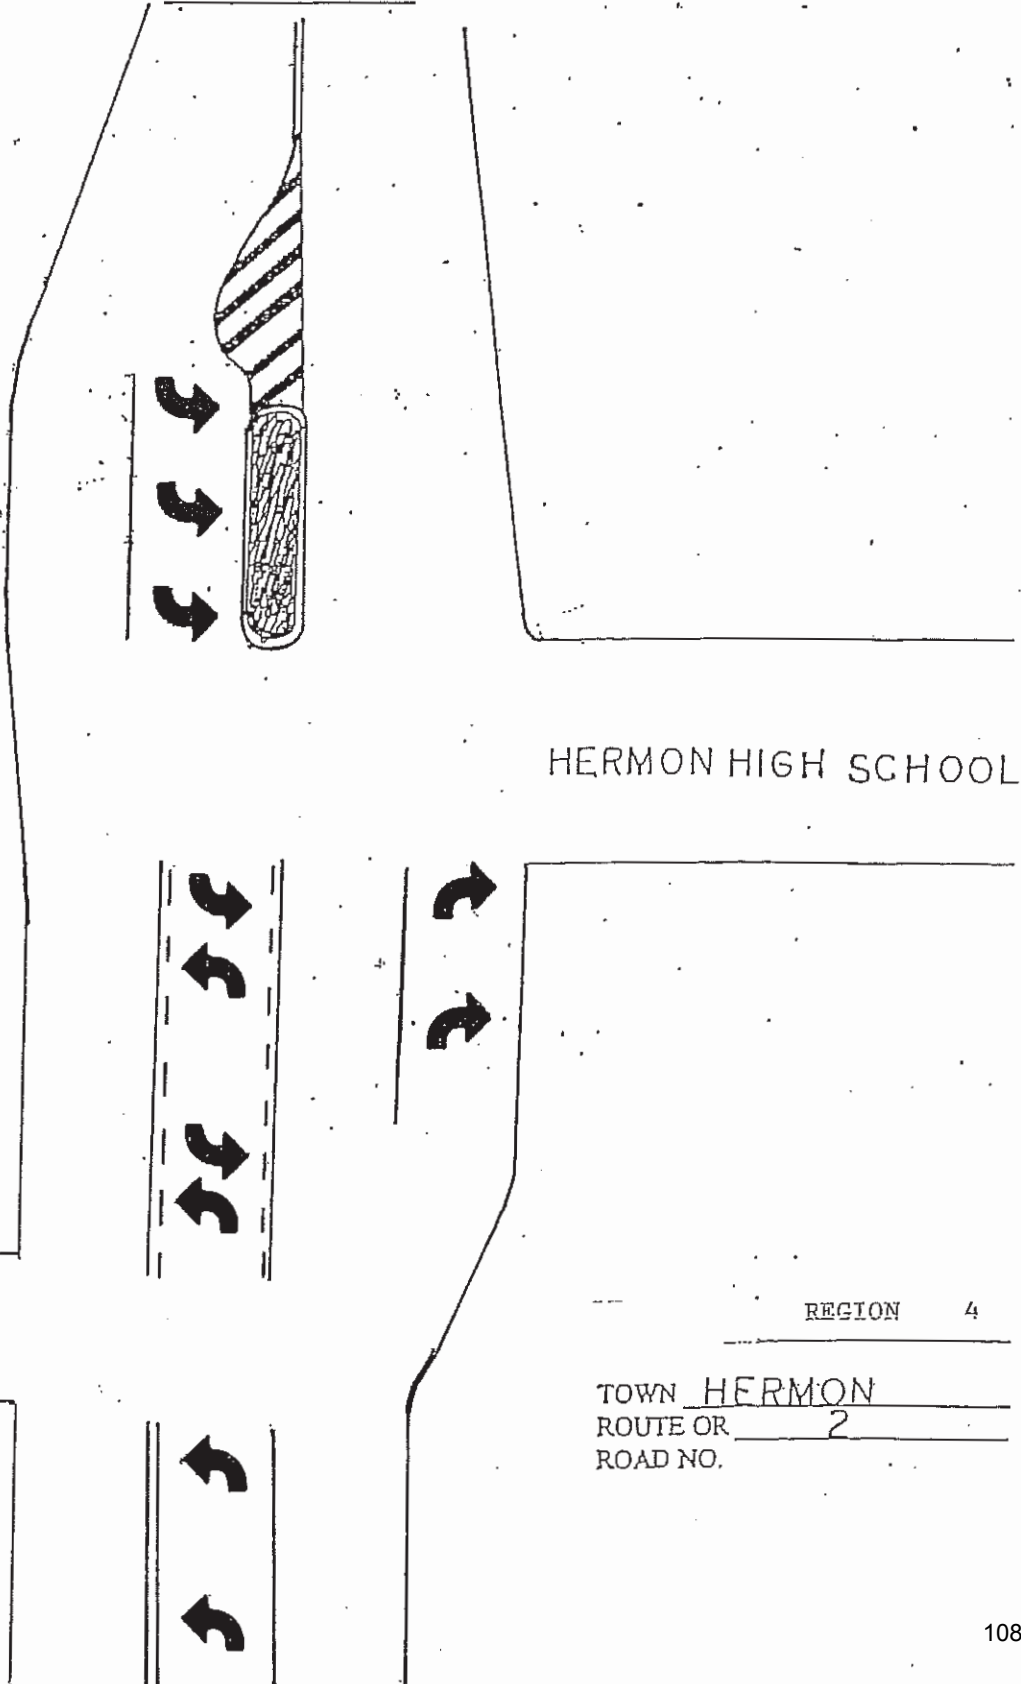 HERMON HIGH SCHOOL
REGION 4
TOWN HERMON
ROUTE OR 2
ROAD NO.
108